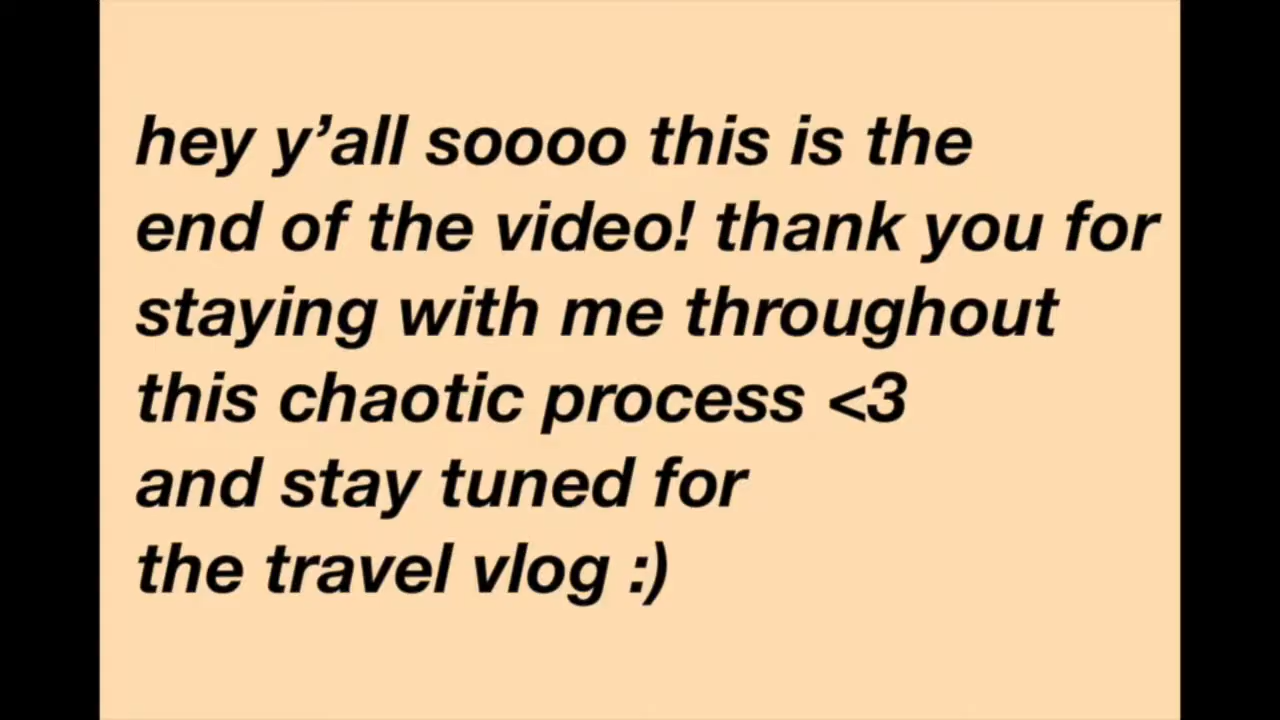 hey y’all soooo this is the
end of the video! thank you for
staying with me throughout
this chaotic process <3
and stay tuned for
the travel vlog :)